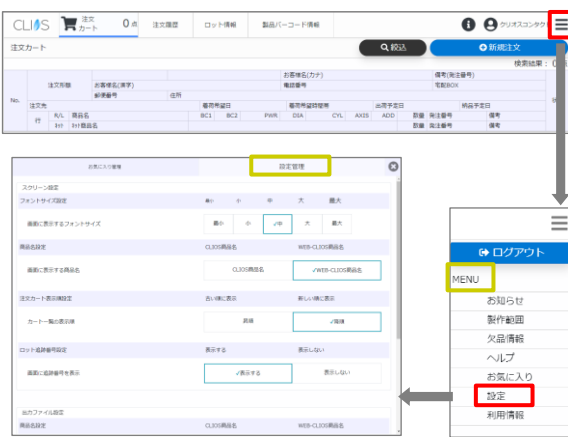 CLIOS 注文カート 0点 注文履歴 ロット情報 製品バーコード情報 クリオスコンタク
注文カート 絞込 新規注文
検索結果：0
お客様名(カナ) 備考(発注番号)
注文形態 お客様名(漢字) 電話番号 宅配BOX
郵便番号 住所
No. 注文先 着荷希望日 着荷希望時間帯 出荷予定日 納品予定日
行 R/L 商品名 BC1 BC2 PWR DIA CYL AXIS ADD 数量 発注番号 備考
ｾｯﾄ ｾｯﾄ商品名 数量 発注番号 備考
お気に入り管理 設定管理
スクリーン設定
フォントサイズ設定 最小 小 中 大 最大
画面に表示するフォントサイズ 最小 小 ✓中 大 最大
商品名設定 CLIOS商品名 WEB-CLIOS商品名
画面に表示する商品名 CLIOS商品名 ✓WEB-CLIOS商品名
注文カート表示順設定 古い順に表示 新しい順に表示
カート一覧の表示順 昇順 ✓降順
ロット追跡番号設定 表示する 表示しない
画面に追跡番号を表示 ✓表示する 表示しない
出力ファイル設定
商品名設定 CLIOS商品名 WEB-CLIOS商品名
ログアウト
MENU
お知らせ
製作範囲
欠品情報
ヘルプ
お気に入り
設定
利用情報